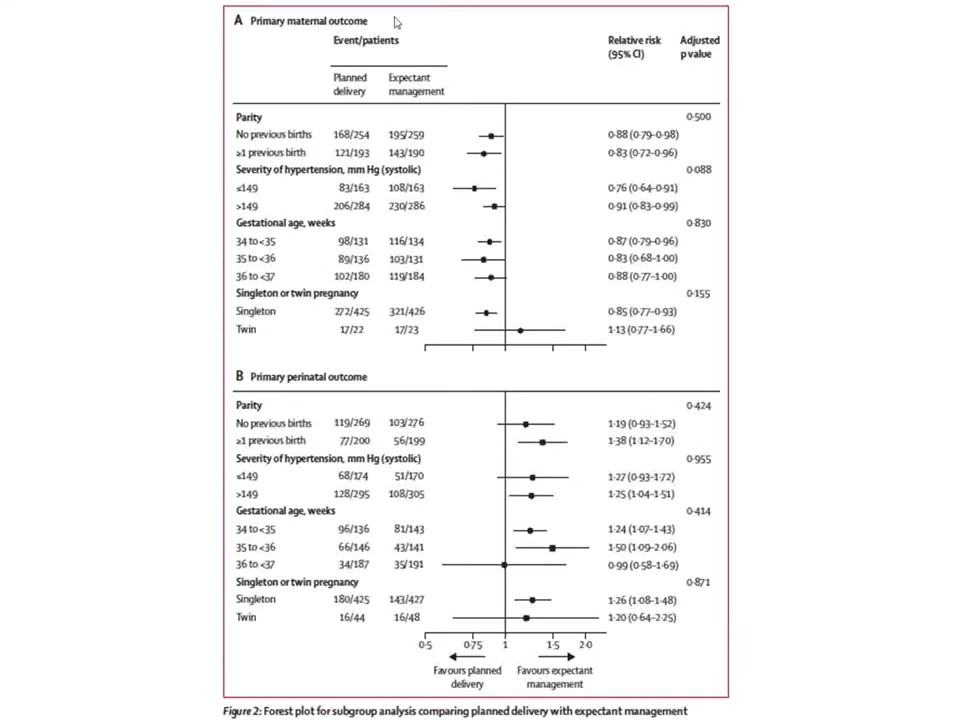 A Primary maternal outcome
Event/patients Relative risk (95% CI) Adjusted p value
Planned delivery Expectant management
Parity 0·500
No previous births 168/254 195/259 0·88 (0·79–0·98)
≥1 previous birth 121/193 143/190 0·83 (0·72–0·96)
Severity of hypertension, mm Hg (systolic) 0·088
≤149 83/163 108/163 0·76 (0·64–0·91)
>149 206/284 230/286 0·91 (0·83–0·99)
Gestational age, weeks 0·830
34 to <35 98/131 116/134 0·87 (0·79–0·96)
35 to <36 89/136 103/131 0·83 (0·68–1·00)
36 to <37 102/180 119/184 0·88 (0·77–1·00)
Singleton or twin pregnancy 0·155
Singleton 272/425 321/426 0·85 (0·77–0·93)
Twin 17/22 17/23 1·13 (0·77–1·66)
B Primary perinatal outcome
Parity 0·424
No previous births 119/269 103/276 1·19 (0·93–1·52)
≥1 previous birth 77/200 56/199 1·38 (1·12–1·70)
Severity of hypertension, mm Hg (systolic) 0·955
≤149 68/174 51/170 1·27 (0·93–1·72)
>149 128/295 108/305 1·25 (1·04–1·51)
Gestational age, weeks 0·414
34 to <35 96/136 81/143 1·24 (1·07–1·43)
35 to <36 66/146 43/141 1·50 (1·09–2·06)
36 to <37 34/187 35/191 0·99 (0·58–1·69)
Singleton or twin pregnancy 0·871
Singleton 180/425 143/427 1·26 (1·08–1·48)
Twin 16/44 16/48 1·20 (0·64–2·25)
0·5 0·75 1 1·5 2·0
Favours planned delivery Favours expectant management
Figure 2: Forest plot for subgroup analysis comparing planned delivery with expectant management